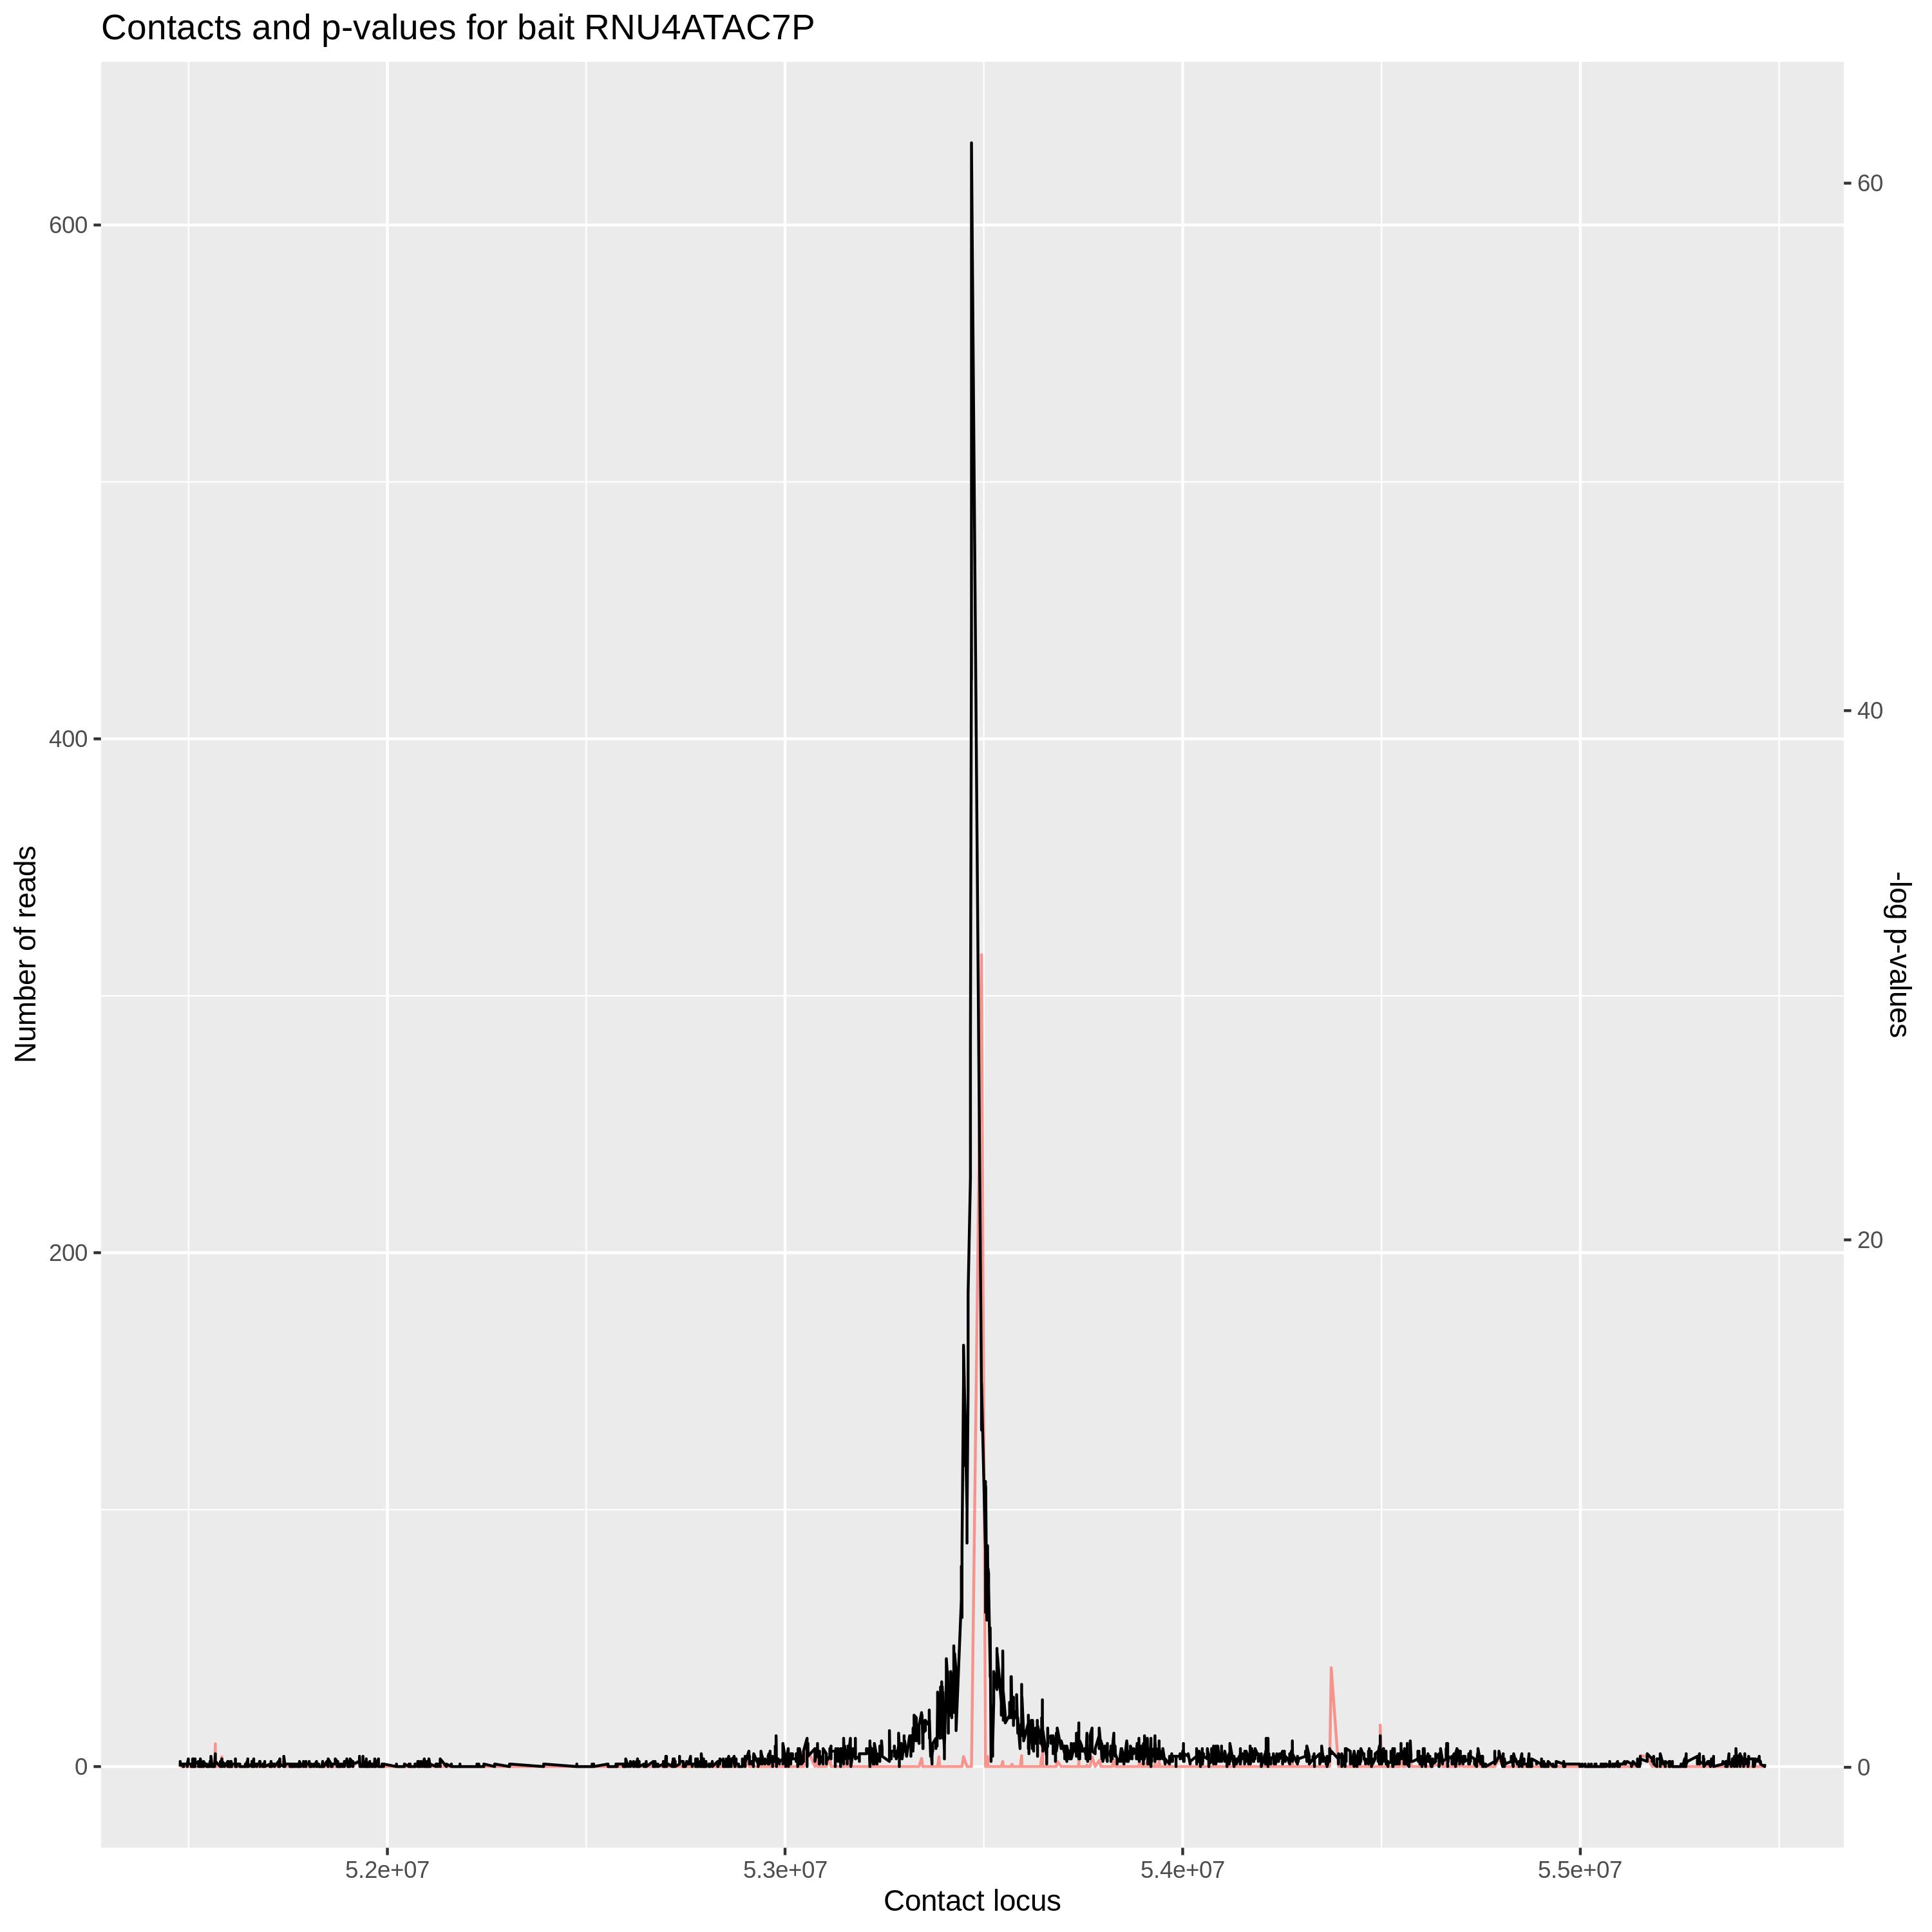 Contacts and p-values for bait RNU4ATAC7P
600
400
200
0
Number of reads
60
40
20
0
-log p-values
5.2e+07
5.3e+07
5.4e+07
5.5e+07
Contact locus